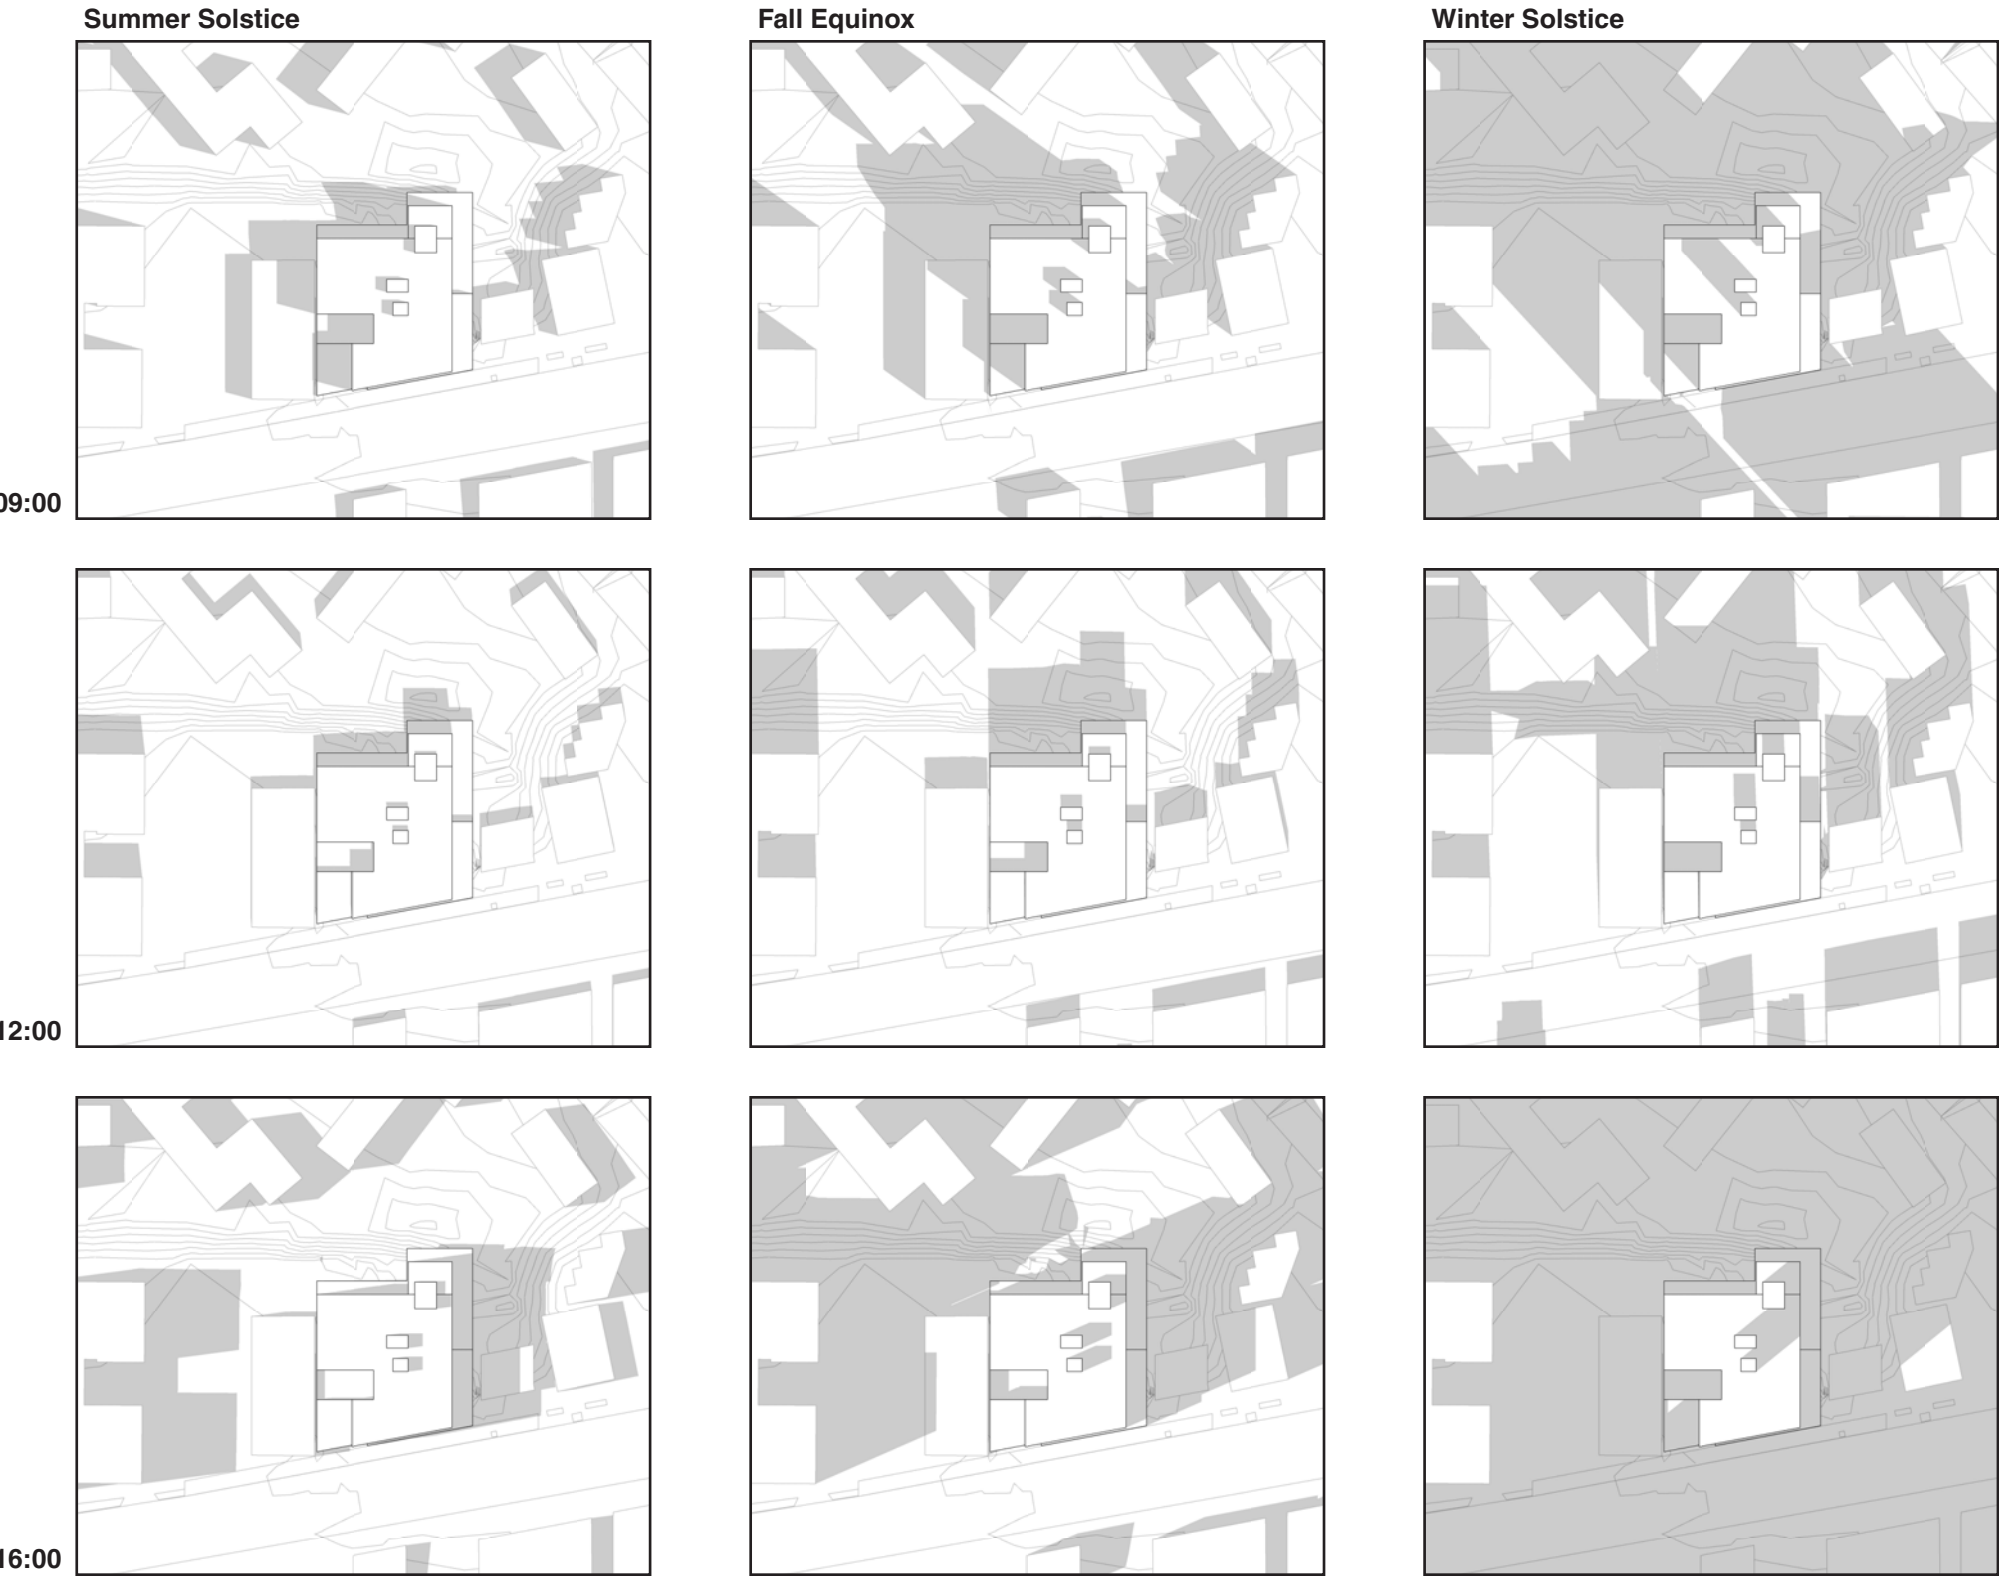 Summer Solstice
Fall Equinox
Winter Solstice
09:00
12:00
16:00